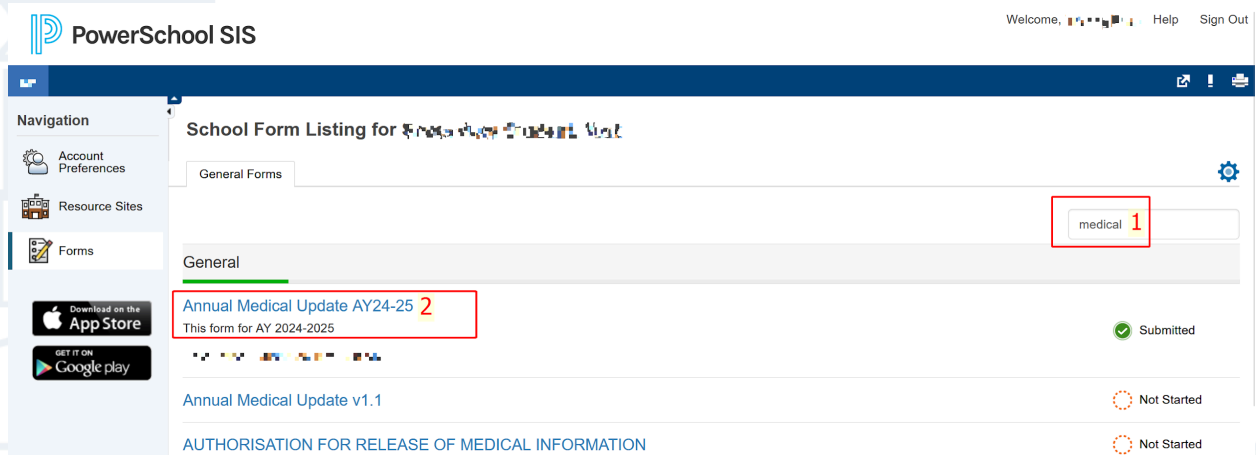 PowerSchool SIS
Welcome,
Help
Sign Out
Navigation
Account
Preferences
Resource Sites
Forms
Download on the
App Store
GET IT ON
Google play
School Form Listing for
General Forms
medical 1
General
Annual Medical Update AY24-25 2
This form for AY 2024-2025
Submitted
Annual Medical Update v1.1
Not Started
AUTHORISATION FOR RELEASE OF MEDICAL INFORMATION
Not Started